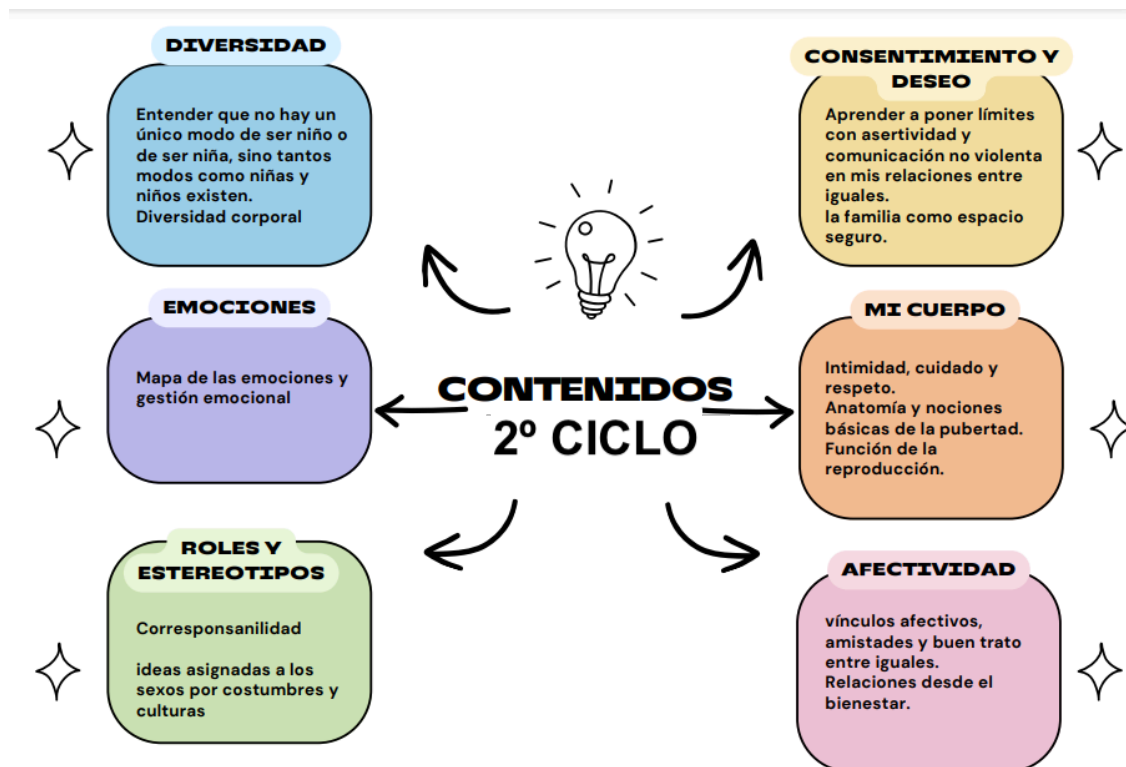 DIVERSIDAD
Entender que no hay un
único modo de ser niño o
de ser niña, sino tantos
modos como niñas y
niños existen.
Diversidad corporal
CONSENTIMIENTO Y
DESEO
Aprender a poner límites
con asertividad y
comunicación no violenta
en mis relaciones entre
iguales.
la familia como espacio
seguro.
EMOCIONES
Mapa de las emociones y
gestión emocional
CONTENIDOS
2º CICLO
MI CUERPO
Intimidad, cuidado y
respeto.
Anatomía y nociones
básicas de la pubertad.
Función de la
reproducción.
ROLES Y
ESTEREOTIPOS
Corresponsanilidad
ideas asignadas a los
sexos por costumbres y
culturas
AFECTIVIDAD
vínculos afectivos,
amistades y buen trato
entre iguales.
Relaciones desde el
bienestar.